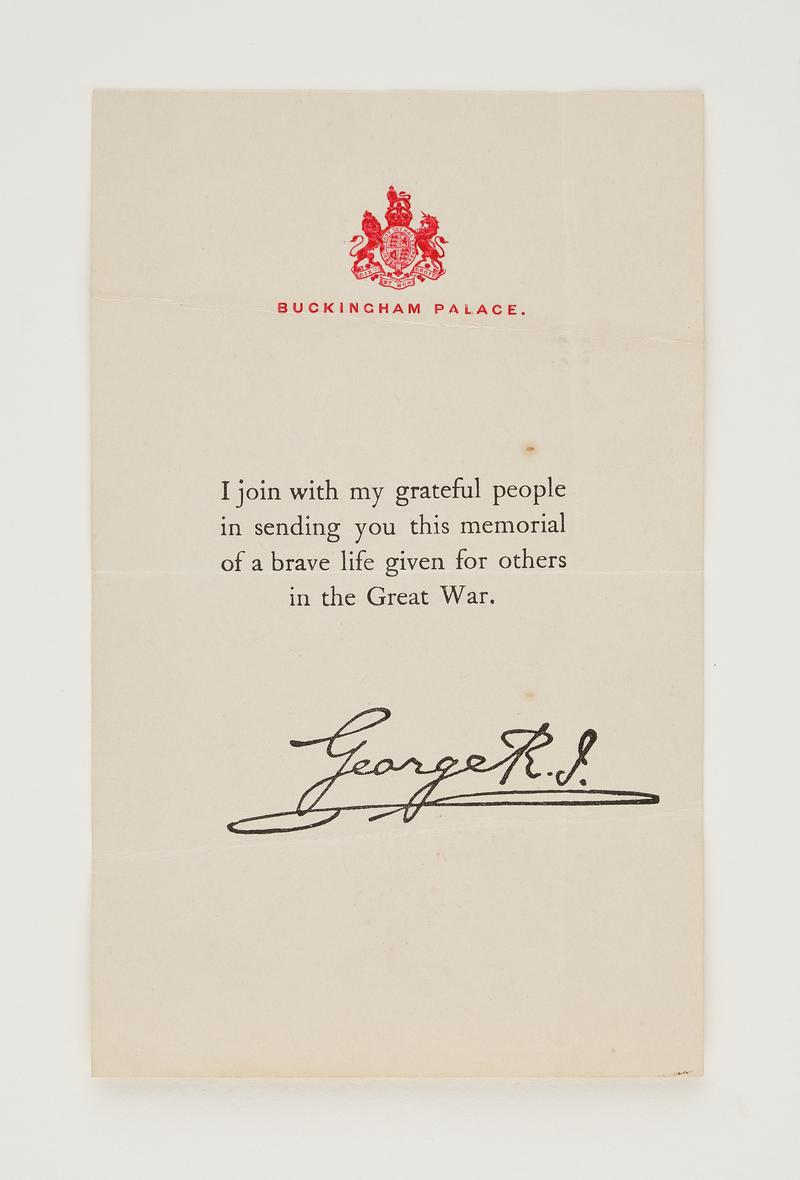 BUCKINGHAM PALACE.
I join with my grateful people
in sending you this memorial
of a brave life given for others
in the Great War.
George R.I.